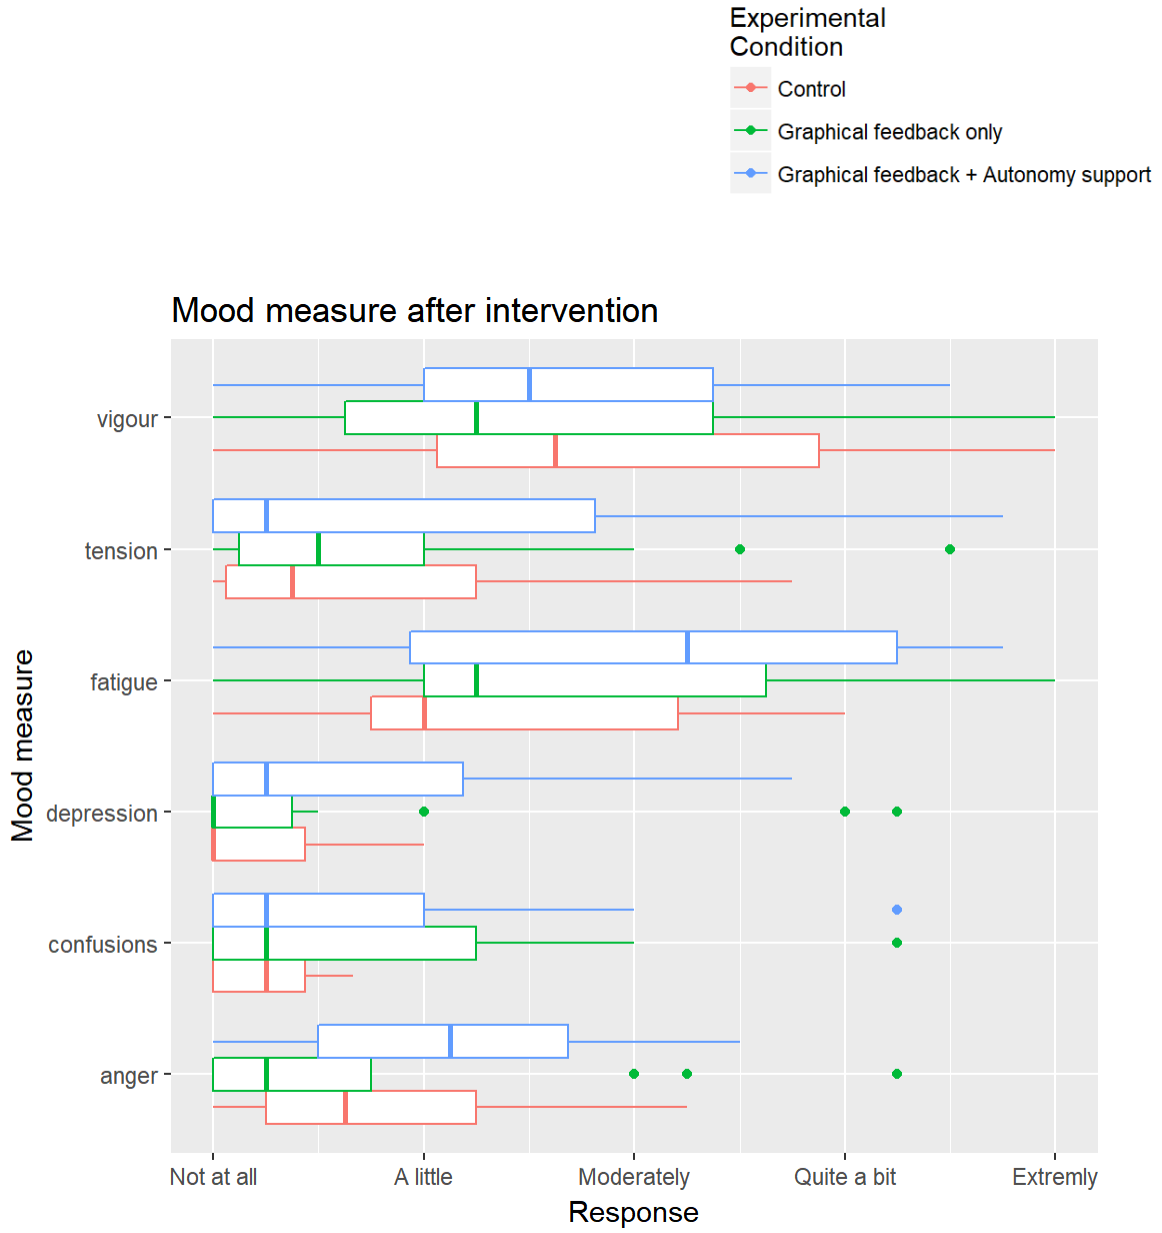 Experimental
Condition
Control
Graphical feedback only
Graphical feedback + Autonomy support
Mood measure after intervention
Mood measure
vigour
tension
fatigue
depression
confusions
anger
Not at all
A little
Moderately
Quite a bit
Extremly
Response